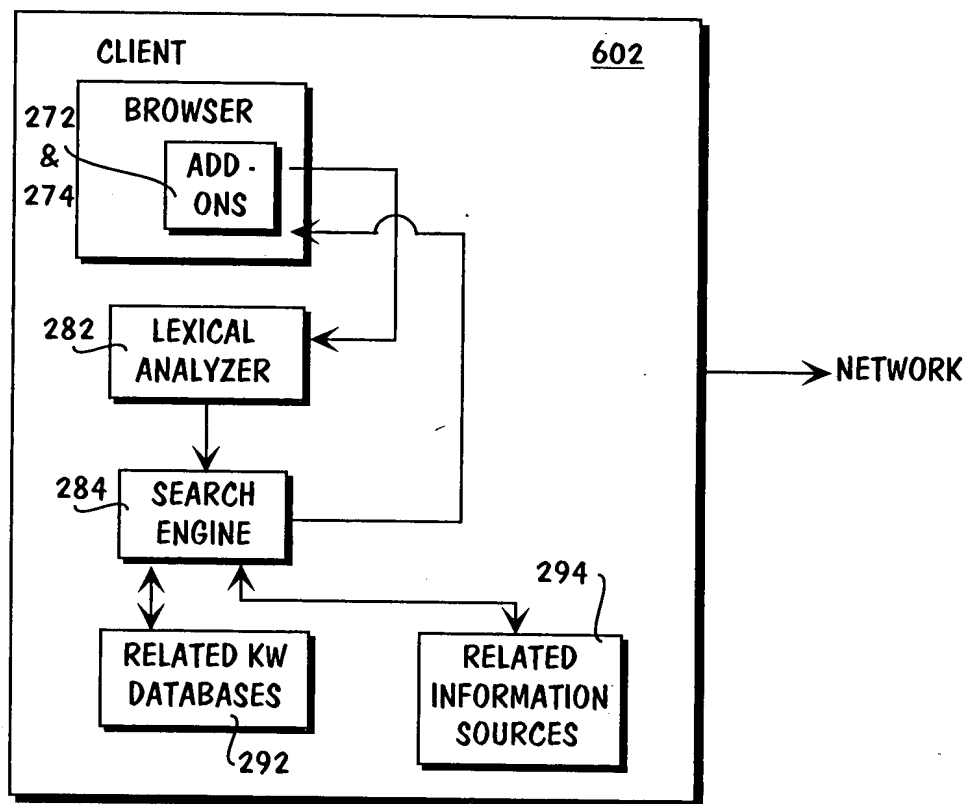 CLIENT
602
BROWSER
272
&
274
ADD -
ONS
282
LEXICAL
ANALYZER
NETWORK
284
SEARCH
ENGINE
294
RELATED KW
DATABASES
292
RELATED
INFORMATION
SOURCES